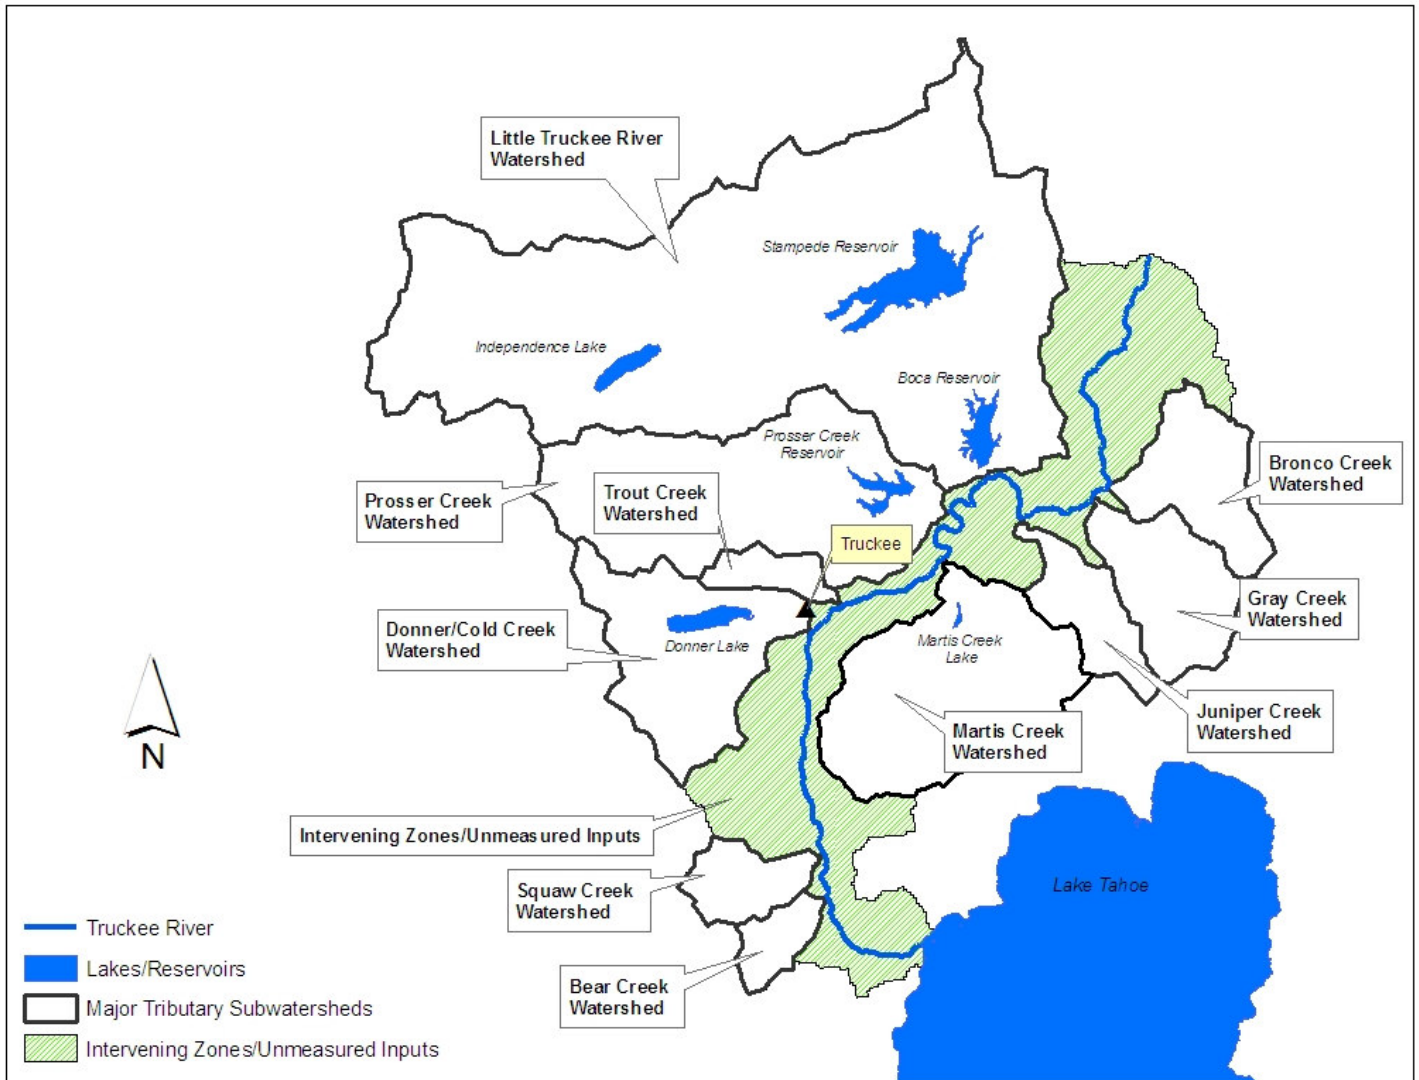 Little Truckee River
Watershed
Stampede Reservoir
Independence Lake
Boca Reservoir
Prosser Creek
Reservoir
Bronco Creek
Watershed
Prosser Creek
Watershed
Trout Creek
Watershed
Truckee
Gray Creek
Watershed
Donner/Cold Creek
Watershed
Donner Lake
Martis Creek
Lake
Juniper Creek
Watershed
Martis Creek
Watershed
N
Intervening Zones/Unmeasured Inputs
Squaw Creek
Watershed
Lake Tahoe
Bear Creek
Watershed
Truckee River
Lakes/Reservoirs
Major Tributary Subwatersheds
Intervening Zones/Unmeasured Inputs